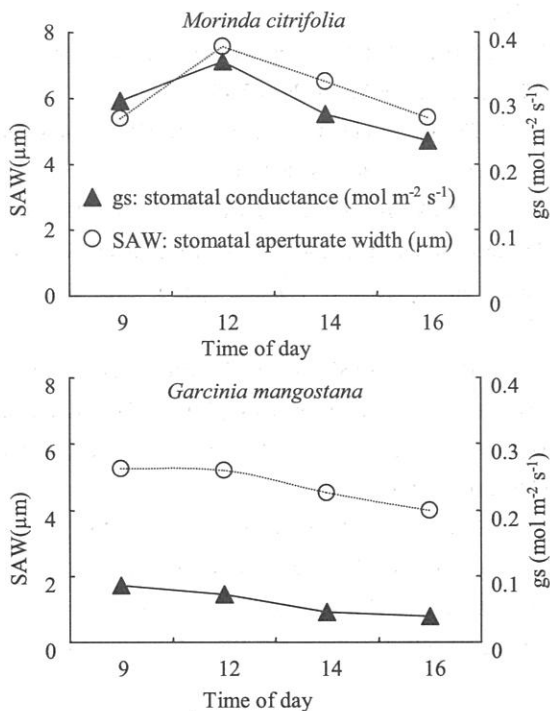 Morinda citrifolia
8
6
4
2
0
SAW(µm)
0.4
0.3
0.2
0.1
0
gs (mol m⁻² s⁻¹)
gs: stomatal conductance (mol m⁻² s⁻¹)
SAW: stomatal aperturate width (µm)
9 12 14 16
Time of day
Garcinia mangostana
8
6
4
2
0
SAW(µm)
0.4
0.3
0.2
0.1
0
gs (mol m⁻² s⁻¹)
9 12 14 16
Time of day